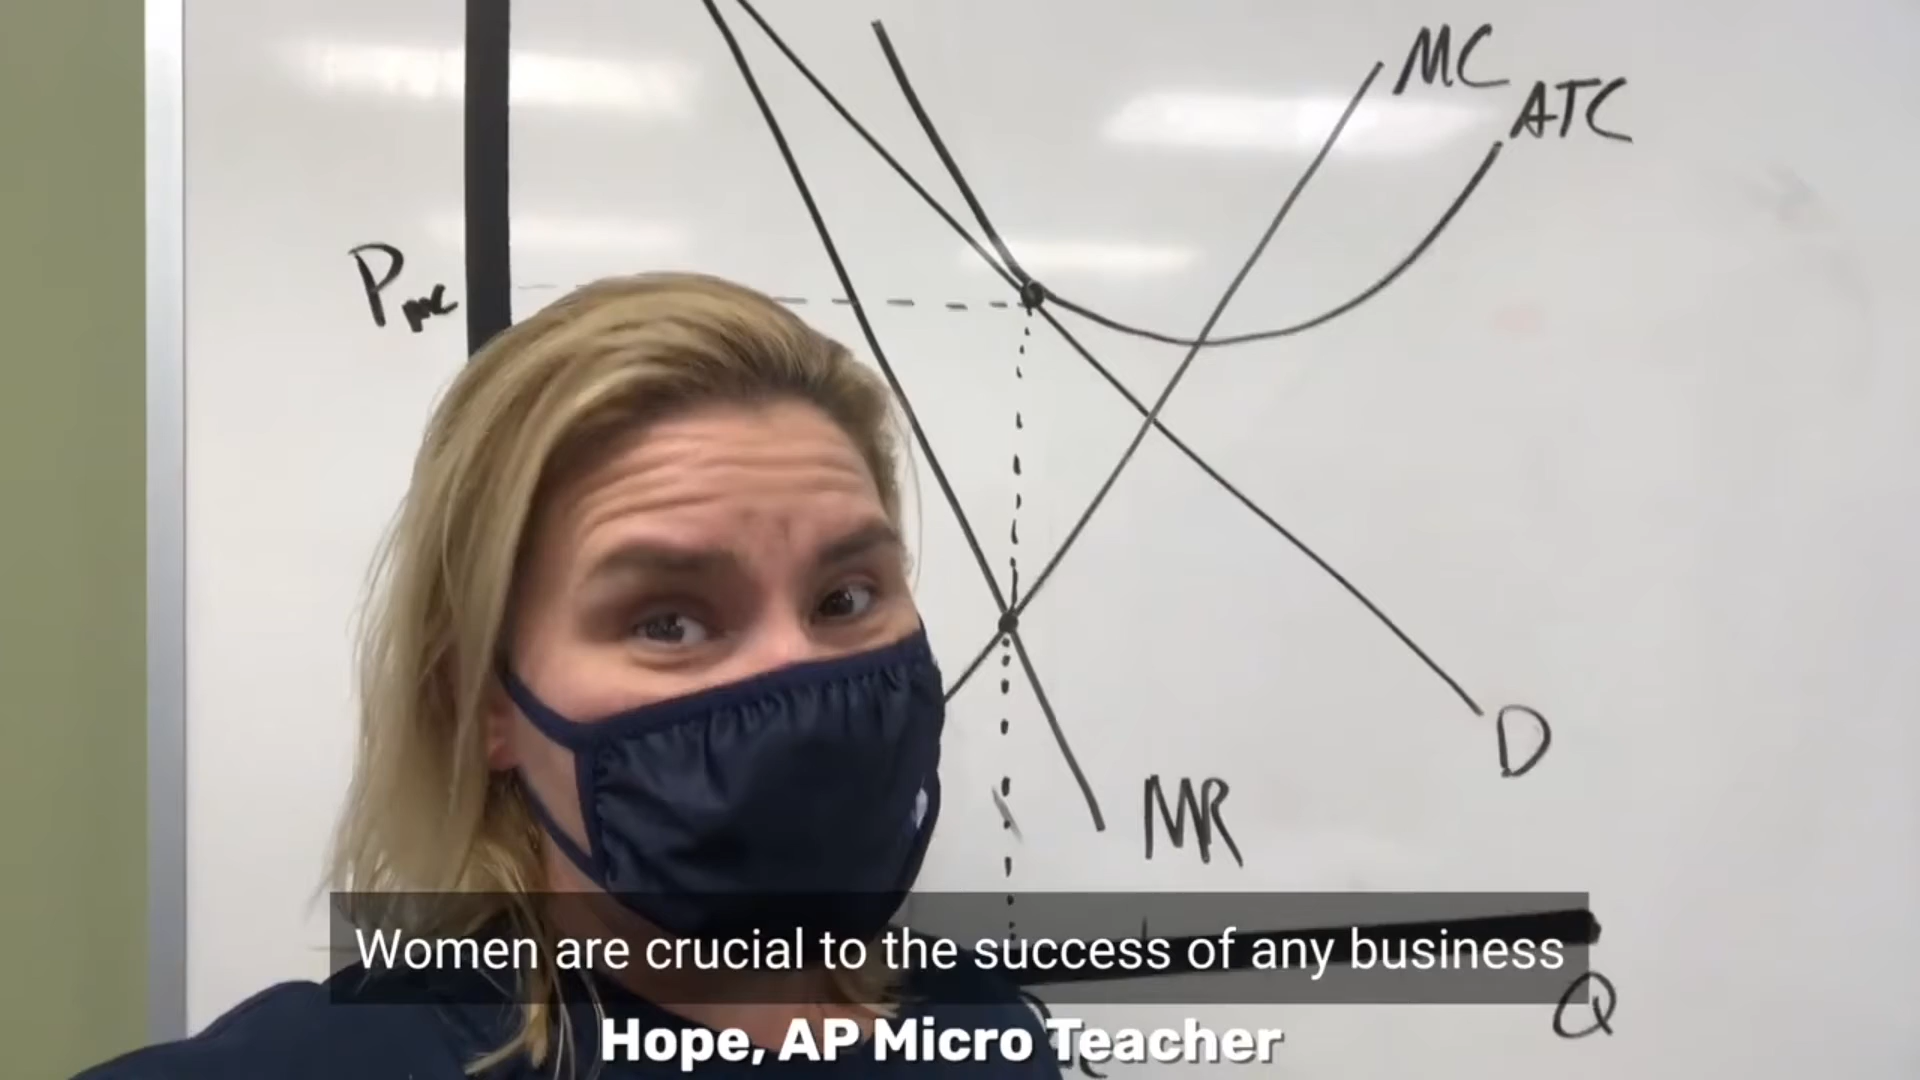 MC
ATC
Pmc
D
MR
Women are crucial to the success of any business
Q
Hope, AP Micro Teacher